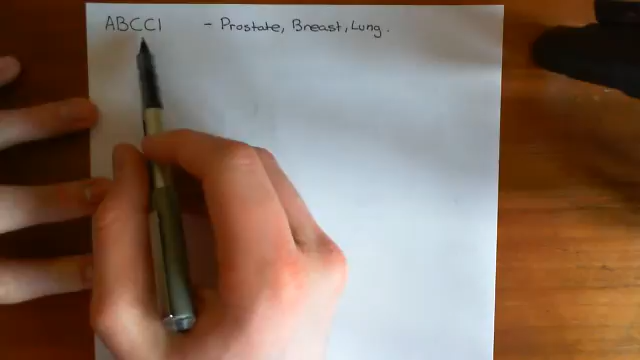 ABCC1 - Prostate, Breast, Lung.